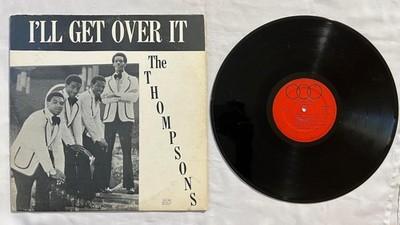 I'LL GET OVER IT
The
THOMPSONS